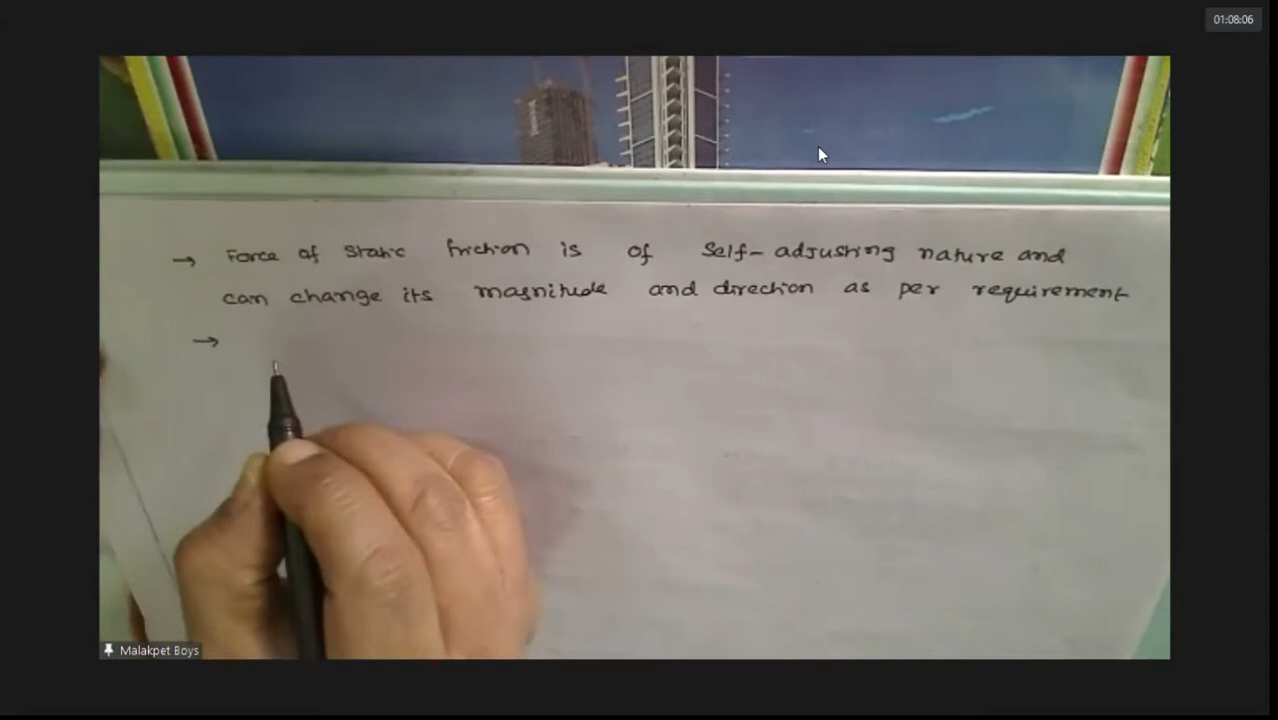 01:08:06
→ Force of static friction is of Self-adjusting nature and
can change its magnitude and direction as per requirement
→
Malakpet Boys